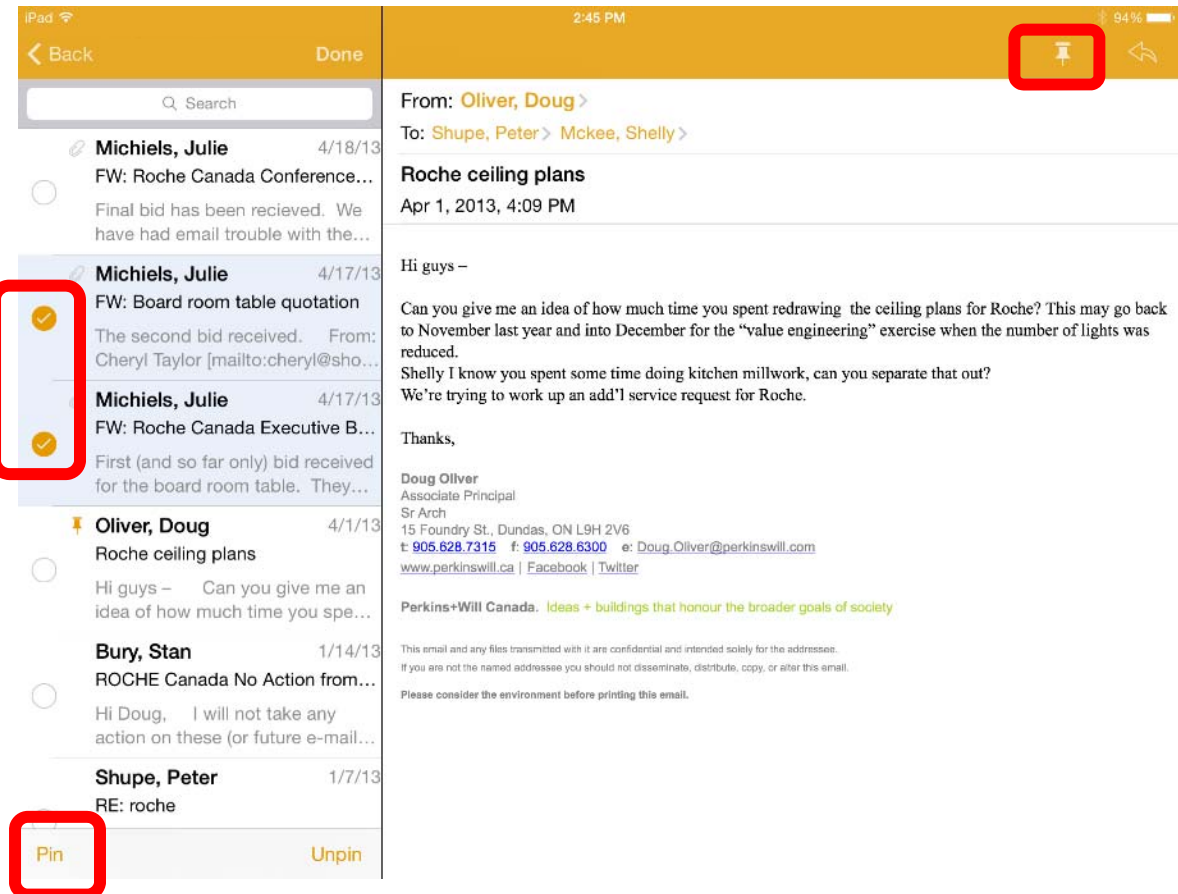 iPad
2:45 PM
94%
Back
Done
Search
Michiels, Julie 4/18/13
FW: Roche Canada Conference...
Final bid has been recieved. We
have had email trouble with the...
Michiels, Julie 4/17/13
FW: Board room table quotation
The second bid received. From:
Cheryl Taylor [mailto:cheryl@sho...
Michiels, Julie 4/17/13
FW: Roche Canada Executive B...
First (and so far only) bid received
for the board room table. They...
Oliver, Doug 4/1/13
Roche ceiling plans
Hi guys – Can you give me an
idea of how much time you spe...
Bury, Stan 1/14/13
ROCHE Canada No Action from...
Hi Doug, I will not take any
action on these (or future e-mail...
Shupe, Peter 1/7/13
RE: roche
Pin
Unpin
From: Oliver, Doug
To: Shupe, Peter Mckee, Shelly
Roche ceiling plans
Apr 1, 2013, 4:09 PM
Hi guys –
Can you give me an idea of how much time you spent redrawing the ceiling plans for Roche? This may go back
to November last year and into December for the “value engineering” exercise when the number of lights was
reduced.
Shelly I know you spent some time doing kitchen millwork, can you separate that out?
We’re trying to work up an add’l service request for Roche.
Thanks,
Doug Oliver
Associate Principal
Sr Arch
15 Foundry St., Dundas, ON L9H 2V6
t: 905.628.7315 f: 905.628.6300 e: Doug.Oliver@perkinswill.com
www.perkinswill.ca | Facebook | Twitter
Perkins+Will Canada. Ideas + buildings that honour the broader goals of society
This email and any files transmitted with it are confidential and intended solely for the addressee.
If you are not the named addressee you should not disseminate, distribute, copy, or alter this email.
Please consider the environment before printing this email.